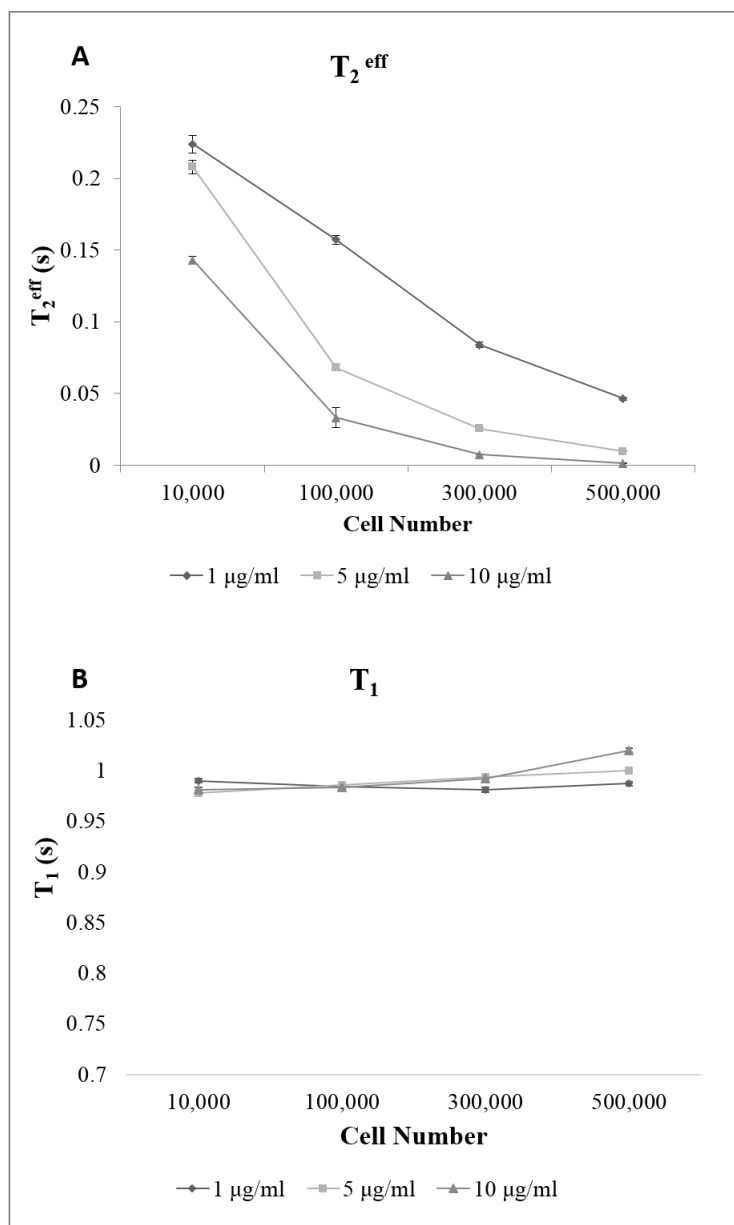 A
T₂ᵉᶠᶠ
0.25
0.2
0.15
0.1
0.05
0
T₂ᵉᶠᶠ (s)
10,000 100,000 300,000 500,000
Cell Number
1 µg/ml 5 µg/ml 10 µg/ml
B
T₁
1.05
1
0.95
0.9
0.85
0.8
0.75
0.7
T₁ (s)
10,000 100,000 300,000 500,000
Cell Number
1 µg/ml 5 µg/ml 10 µg/ml